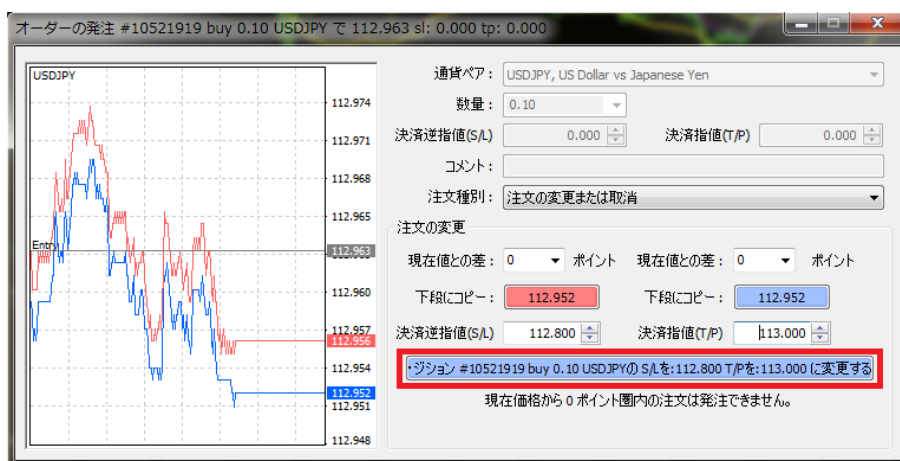 オーダーの発注 #10521919 buy 0.10 USDJPY で 112.963 sl: 0.000 tp: 0.000
USDJPY
112.974
112.971
112.968
112.965
Entry
112.963
112.960
112.957
112.956
112.954
112.952
112.951
112.948
通貨ペア： USDJPY, US Dollar vs Japanese Yen
数量： 0.10
決済逆指値(S/L) 0.000 決済指値(T/P) 0.000
コメント：
注文種別： 注文の変更または取消
注文の変更
現在値との差： 0 ポイント 現在値との差： 0 ポイント
下段にコピー： 112.952 下段にコピー： 112.952
決済逆指値(S/L) 112.800 決済指値(T/P) 113.000
ジション #10521919 buy 0.10 USDJPYの S/Lを:112.800 T/Pを:113.000 に変更する
現在価格から 0 ポイント圏内の注文は発注できません。